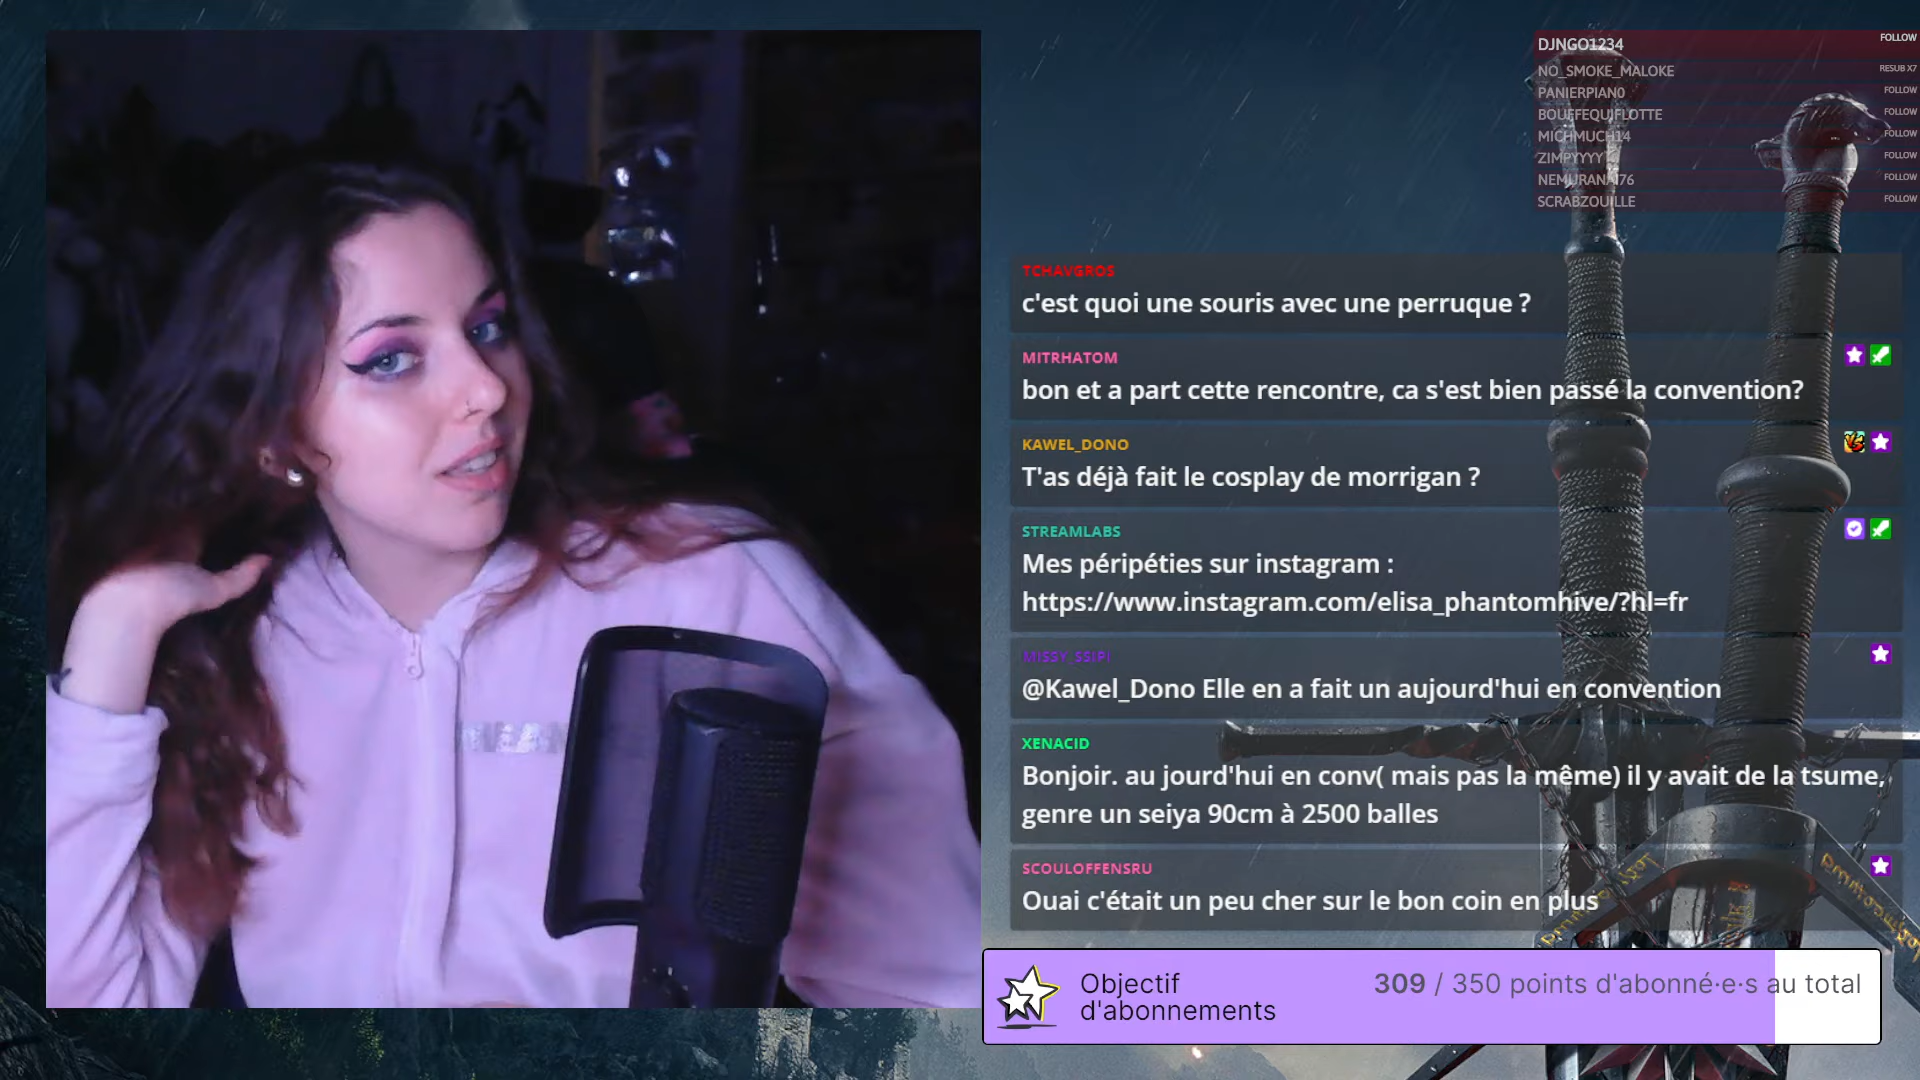 DJNGO1234 FOLLOW
NO_SMOKE_MALOKE RESUB X7
PANIERPIAN0 FOLLOW
BOUFFEQUIFLOTTE FOLLOW
MICHMUCH14 FOLLOW
ZIMPYYYY FOLLOW
FOLLOW
SCRABZOUILLE FOLLOW
TCHAVGROS
c'est quoi une souris avec une perruque ?
MITRHATOM
bon et a part cette rencontre, ca s'est bien passé la convention?
KAWEL_DONO
T'as déjà fait le cosplay de morrigan ?
STREAMLABS
Mes péripéties sur instagram :
https://www.instagram.com/elisa_phantomhive/?hl=fr
MISSY_SSIPI
@Kawel_Dono Elle en a fait un aujourd'hui en convention
XENACID
Bonjoir. au jourd'hui en conv( mais pas la même) il y avait de la tsume,
genre un seiya 90cm à 2500 balles
SCOULOFFENSRU
Ouai c'était un peu cher sur le bon coin en plus
Objectif
d'abonnements
309 / 350 points d'abonné·e·s au total